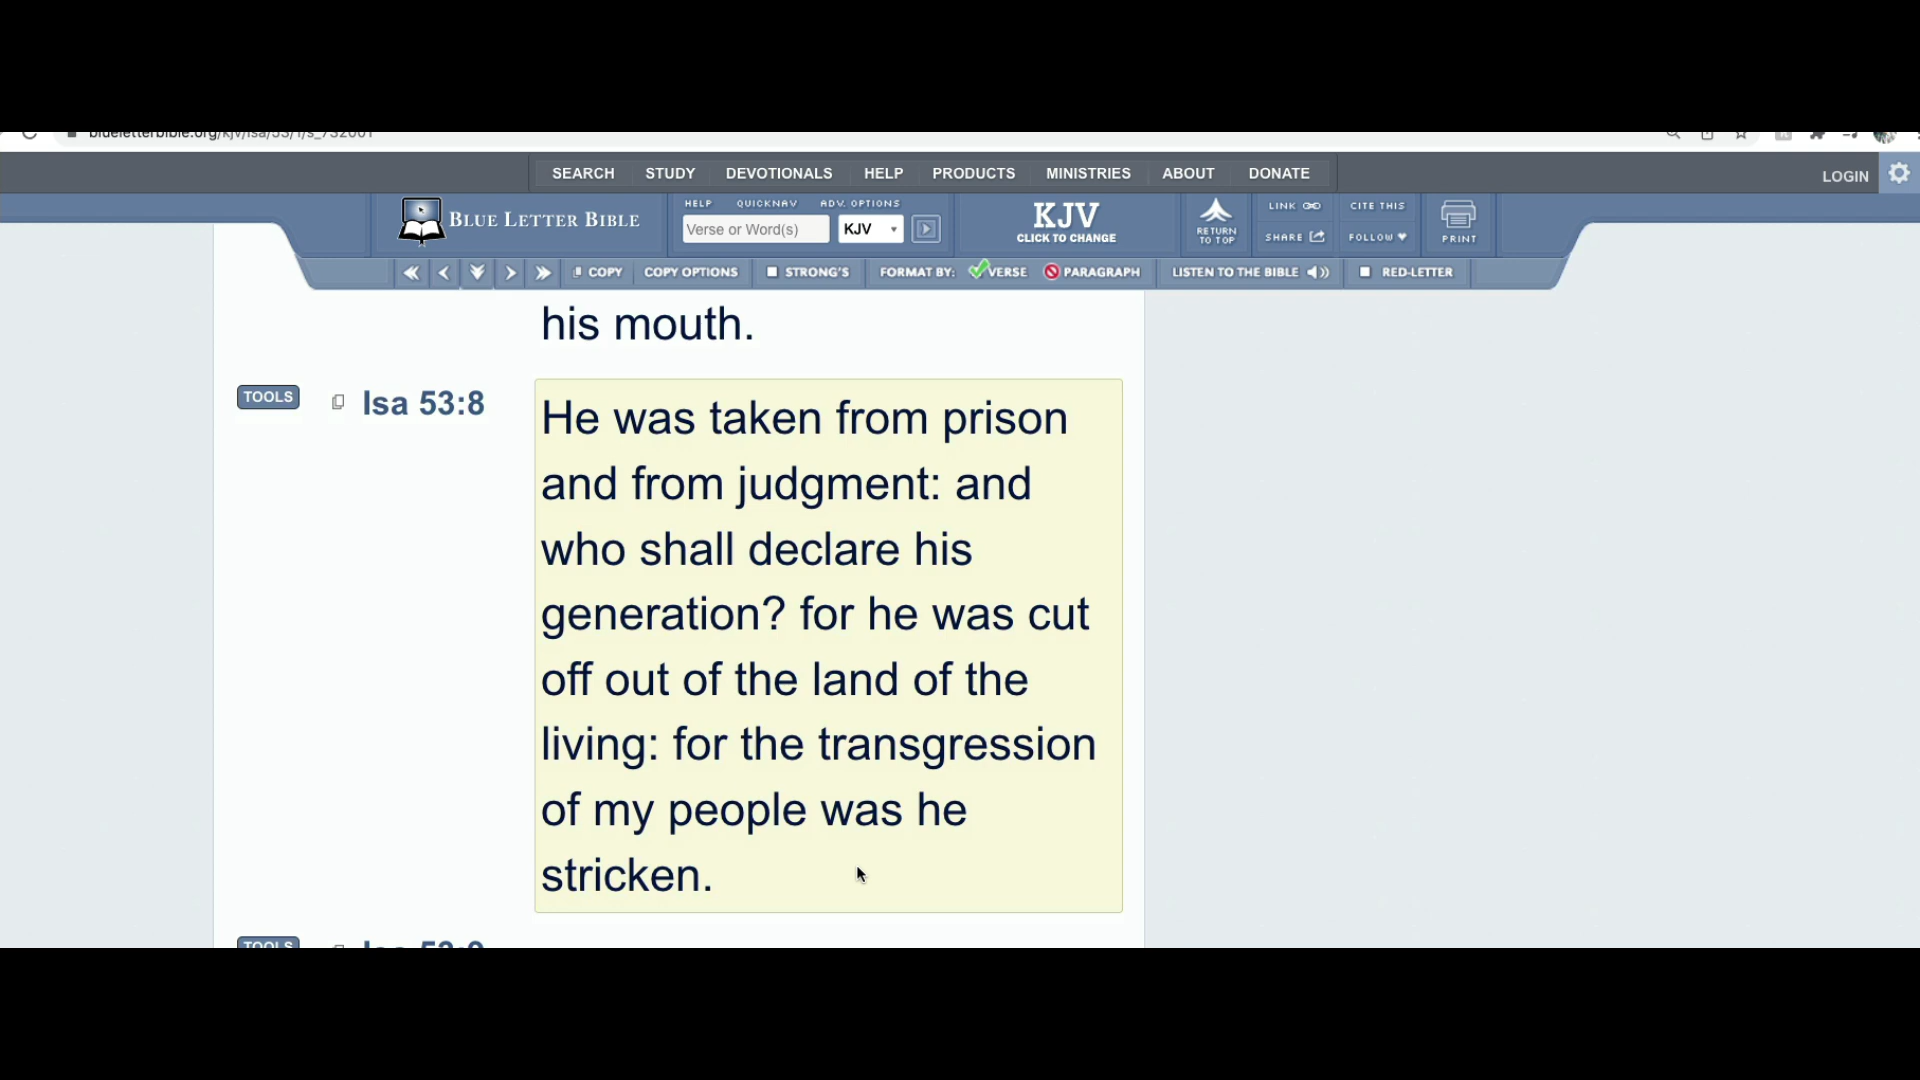 SEARCH STUDY DEVOTIONALS HELP PRODUCTS MINISTRIES ABOUT DONATE
LOGIN
BLUE LETTER BIBLE
HELP QUICKNAV ADV. OPTIONS
Verse or Word(s) KJV
KJV
CLICK TO CHANGE
RETURN
TO TOP
LINK CITE THIS
SHARE FOLLOW
PRINT
COPY COPY OPTIONS STRONG'S FORMAT BY: VERSE PARAGRAPH LISTEN TO THE BIBLE RED-LETTER
his mouth.
TOOLS Isa 53:8
He was taken from prison
and from judgment: and
who shall declare his
generation? for he was cut
off out of the land of the
living: for the transgression
of my people was he
stricken.
TOOLS Isa 53:9